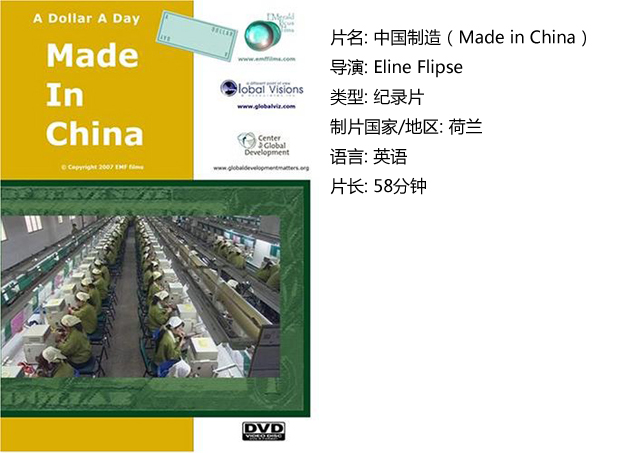 A Dollar A Day
Made
In
China
© Copyright 2007 EMF films
DOLLAR
Films
www.emffilms.com
a different point of view
Global Visions
www.globalviz.com
Center
Global
Development
www.globaldevelopmentmatters.org
DVD
VIDEO DISC
片名: 中国制造（Made in China）
导演: Eline Flipse
类型: 纪录片
制片国家/地区: 荷兰
语言: 英语
片长: 58分钟